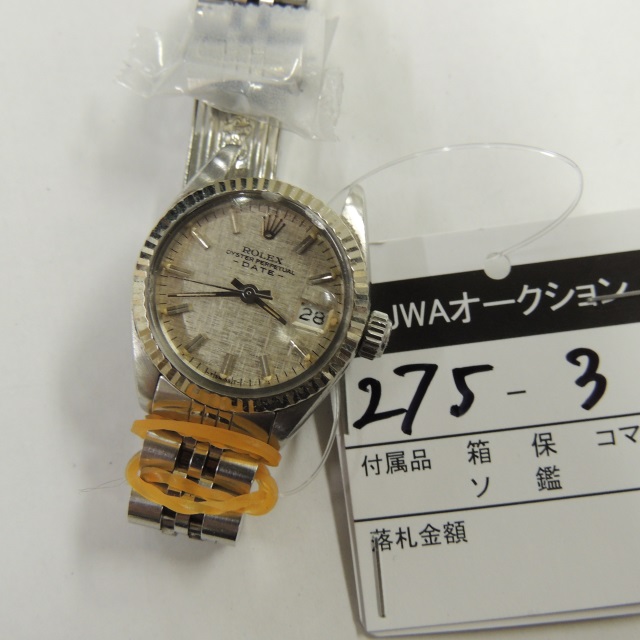 ROLEX
OYSTER PERPETUAL
DATE
28
JWAオークション
275-3
付属品 箱 保 コマ
ソ 鑑
落札金額